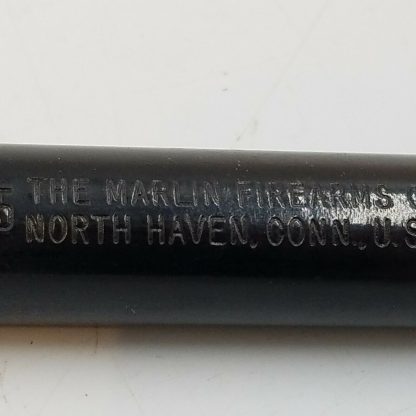 THE MARLIN FIREARMS
NORTH HAVEN, CONN., U.S